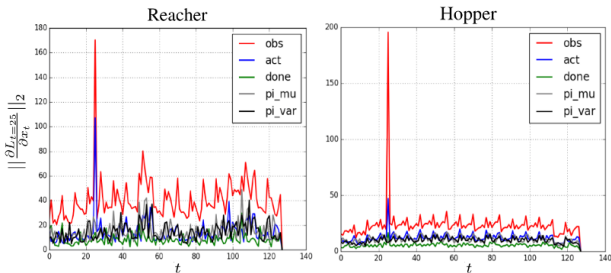 Reacher
180
160
140
120
100
80
60
40
20
0
0 20 40 60 80 100 120 140
t
|| ∂L_{t=25} / ∂x_t ||_2
obs
act
done
pi_mu
pi_var
Hopper
200
150
100
50
0
0 20 40 60 80 100 120 140
t
obs
act
done
pi_mu
pi_var